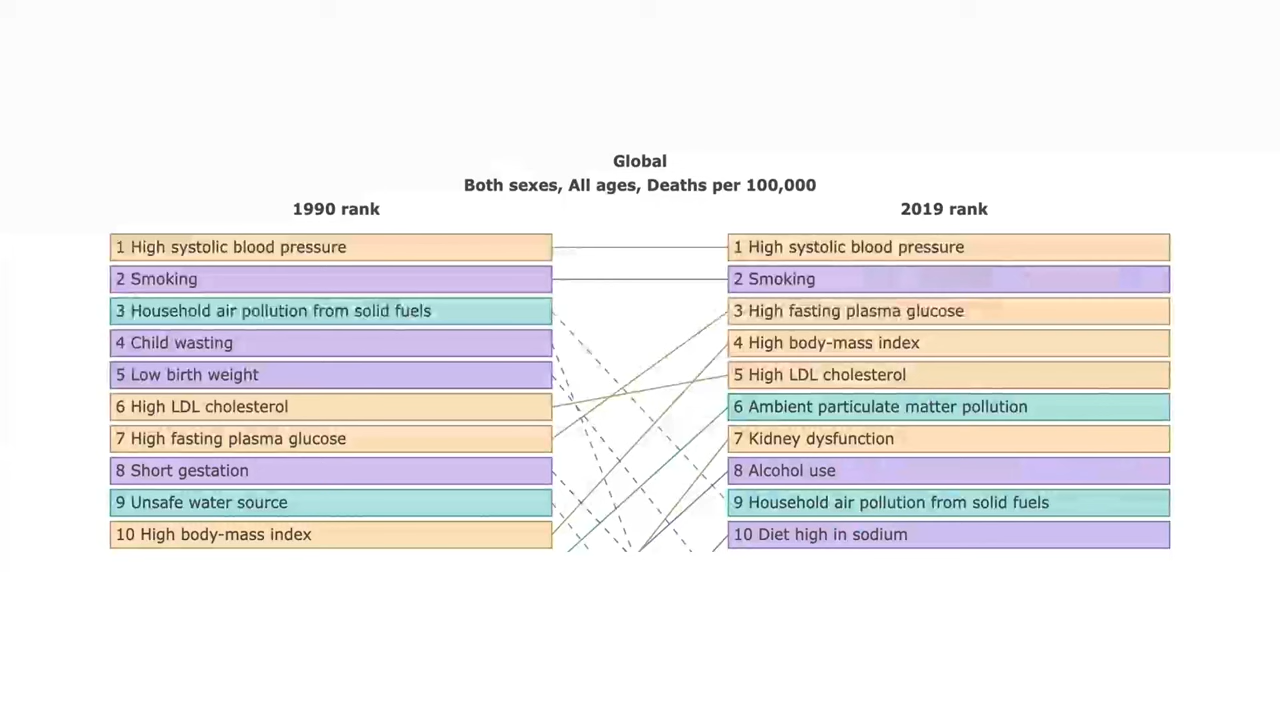 Global
Both sexes, All ages, Deaths per 100,000
1990 rank
2019 rank
1 High systolic blood pressure
2 Smoking
3 Household air pollution from solid fuels
4 Child wasting
5 Low birth weight
6 High LDL cholesterol
7 High fasting plasma glucose
8 Short gestation
9 Unsafe water source
10 High body-mass index
1 High systolic blood pressure
2 Smoking
3 High fasting plasma glucose
4 High body-mass index
5 High LDL cholesterol
6 Ambient particulate matter pollution
7 Kidney dysfunction
8 Alcohol use
9 Household air pollution from solid fuels
10 Diet high in sodium